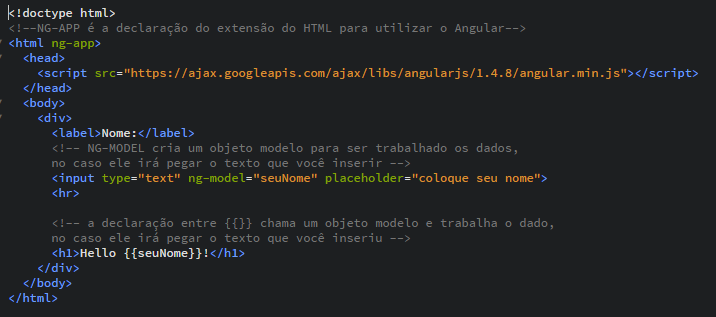 <!doctype html>
<!--NG-APP é a declaração do extensão do HTML para utilizar o Angular-->
<html ng-app>
<head>
<script src="https://ajax.googleapis.com/ajax/libs/angularjs/1.4.8/angular.min.js"></script>
</head>
<body>
<div>
<label>Nome:</label>
<!-- NG-MODEL cria um objeto modelo para ser trabalhado os dados,
no caso ele irá pegar o texto que você inserir -->
<input type="text" ng-model="seuNome" placeholder="coloque seu nome">
<hr>
<!-- a declaração entre {{}} chama um objeto modelo e trabalha o dado,
no caso ele irá pegar o texto que você inseriu -->
<h1>Hello {{seuNome}}!</h1>
</div>
</body>
</html>